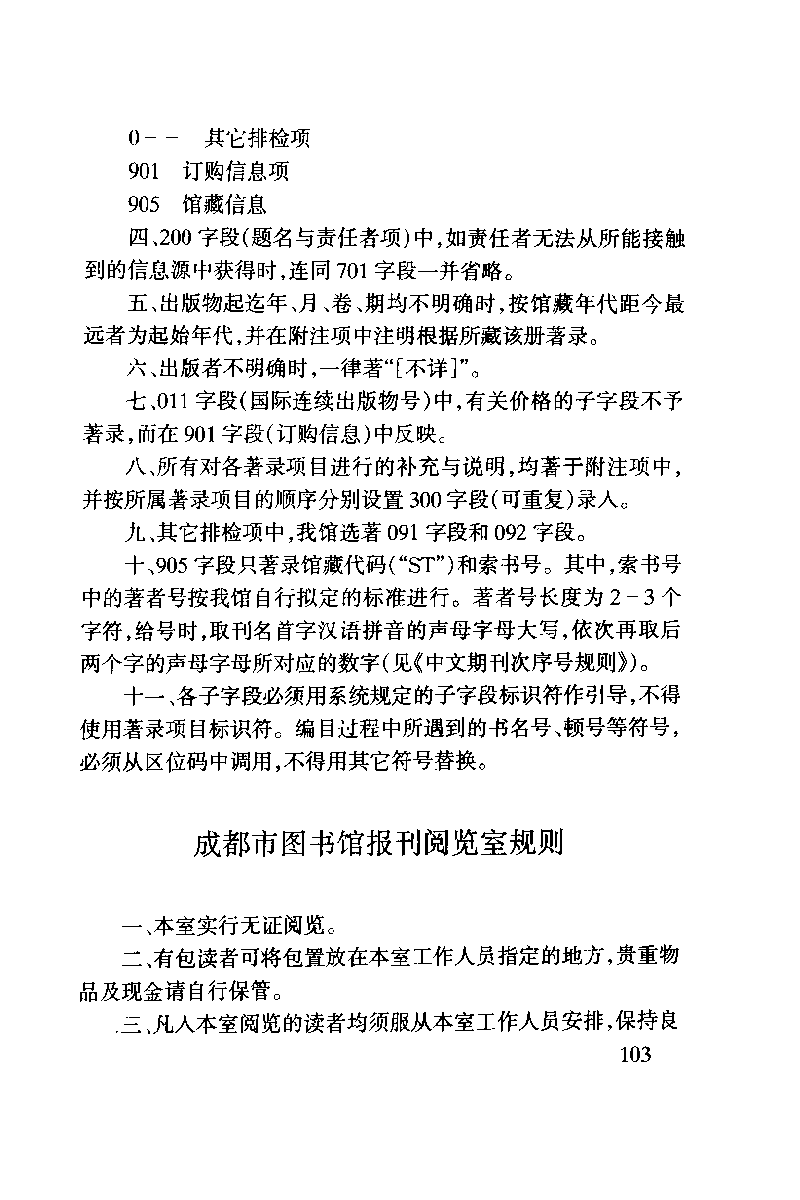 0－－　其它排检项
901　订购信息项
905　馆藏信息
四、200 字段(题名与责任者项)中,如责任者无法从所能接触
到的信息源中获得时,连同 701 字段一并省略。
五、出版物起迄年、月、卷、期均不明确时,按馆藏年代距今最
远者为起始年代,并在附注项中注明根据所藏该册著录。
六、出版者不明确时,一律著“[不详]”。
七、011 字段(国际连续出版物号)中,有关价格的子字段不予
著录,而在 901 字段(订购信息)中反映。
八、所有对各著录项目进行的补充与说明,均著于附注项中,
并按所属著录项目的顺序分别设置 300 字段(可重复)录人。
九、其它排检项中,我馆选著 091 字段和 092 字段。
十、905 字段只著录馆藏代码(“ST”)和索书号。其中,索书号
中的著者号按我馆自行拟定的标准进行。著者号长度为 2－3 个
字符,给号时,取刊名首字汉语拼音的声母字母大写,依次再取后
两个字的声母字母所对应的数字(见《中文期刊次序号规则》)。
十一、各子字段必须用系统规定的子字段标识符作引导,不得
使用著录项目标识符。编目过程中所遇到的书名号、顿号等符号,
必须从区位码中调用,不得用其它符号替换。
成都市图书馆报刊阅览室规则
一、本室实行无证阅览。
二、有包读者可将包置放在本室工作人员指定的地方,贵重物
品及现金请自行保管。
三、凡人本室阅览的读者均须服从本室工作人员安排,保持良
103